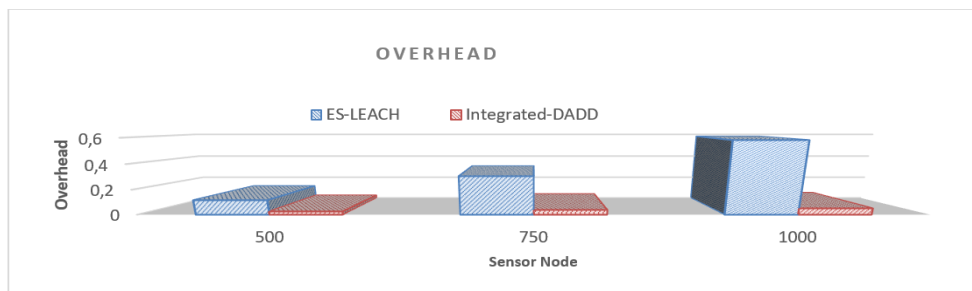 OVERHEAD
ES-LEACH Integrated-DADD
0,6
0,4
0,2
0
Overhead
500 750 1000
Sensor Node